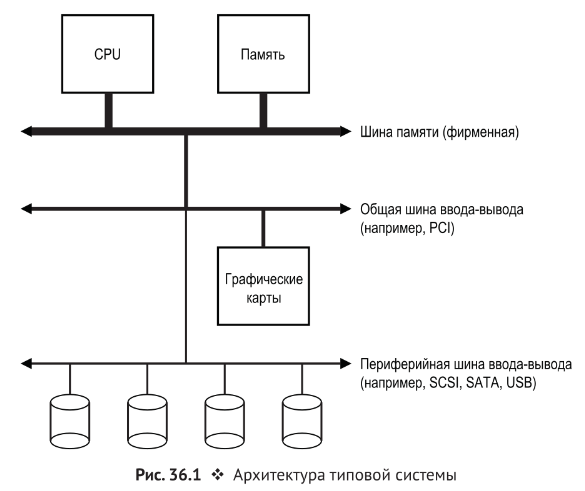 CPU
Память
Шина памяти (фирменная)
Общая шина ввода-вывода
(например, PCI)
Графические
карты
Периферийная шина ввода-вывода
(например, SCSI, SATA, USB)
Рис. 36.1 ❖ Архитектура типовой системы